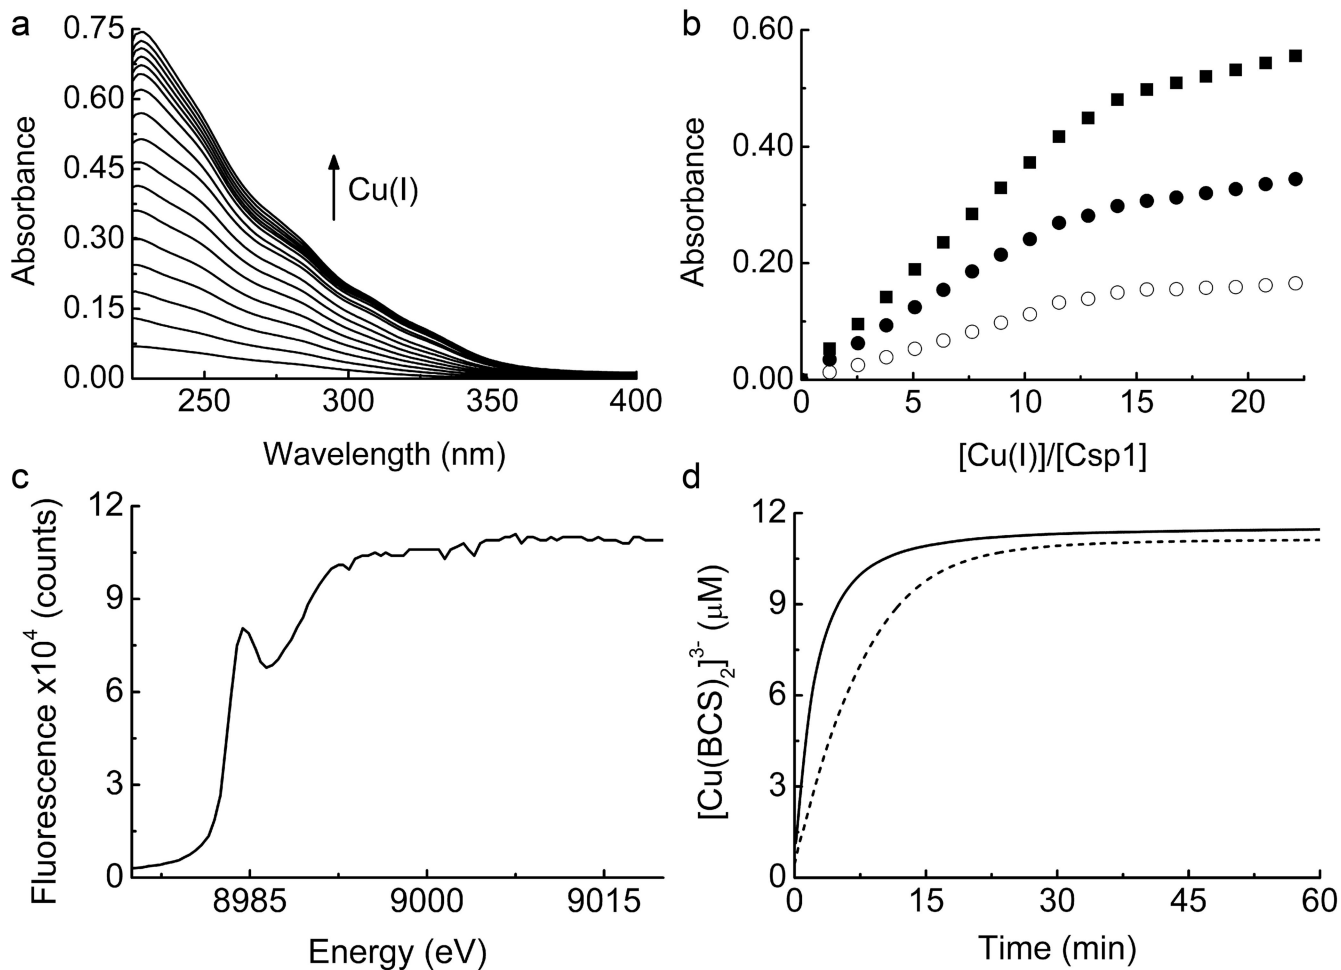 a
0.75
0.60
0.45
0.30
0.15
0.00
Absorbance
Cu(I)
250
300
350
400
Wavelength (nm)
b
0.60
0.40
0.20
0.00
Absorbance
0
5
10
15
20
[Cu(I)]/[Csp1]
c
12
9
6
3
0
Fluorescence x10⁴ (counts)
8985
9000
9015
Energy (eV)
d
12
9
6
3
0
[Cu(BCS)₂]³⁻ (μM)
0
15
30
45
60
Time (min)